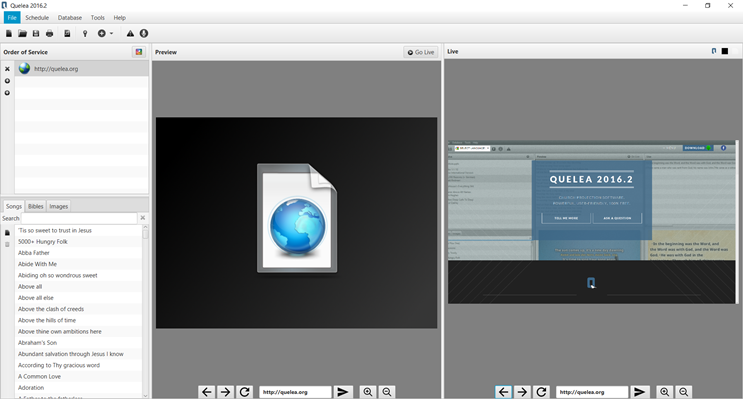 Quelea 2016.2
File Schedule Database Tools Help
Order of Service
http://quelea.org
Songs Bibles Images
Search
'Tis so sweet to trust in Jesus
5000+ Hungry Folk
Abba Father
Abide With Me
Abiding oh so wondrous sweet
Above all
Above all else
Above the clash of creeds
Above the hills of time
Above thine own ambitions here
Abraham's Son
Abundant salvation through Jesus I know
According to Thy gracious word
A Common Love
Adoration
Preview Go Live
http://quelea.org
Live
DOWNLOAD
QUELEA 2016.2
TELL ME MORE ASK A QUESTION
In the beginning was the Word, and
the Word was with God, and the Word was
God. He was with God in the
http://quelea.org